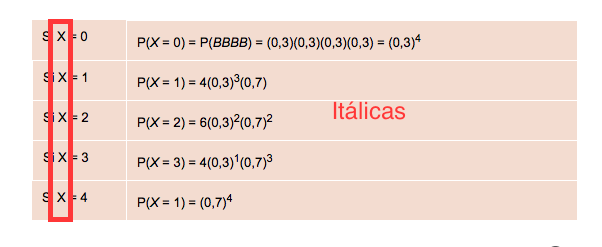 Si X = 0 P(X = 0) = P(BBBB) = (0,3)(0,3)(0,3)(0,3) = (0,3)⁴
Si X = 1 P(X = 1) = 4(0,3)³(0,7)
Si X = 2 P(X = 2) = 6(0,3)²(0,7)²
Itálicas
Si X = 3 P(X = 3) = 4(0,3)¹(0,7)³
Si X = 4 P(X = 1) = (0,7)⁴